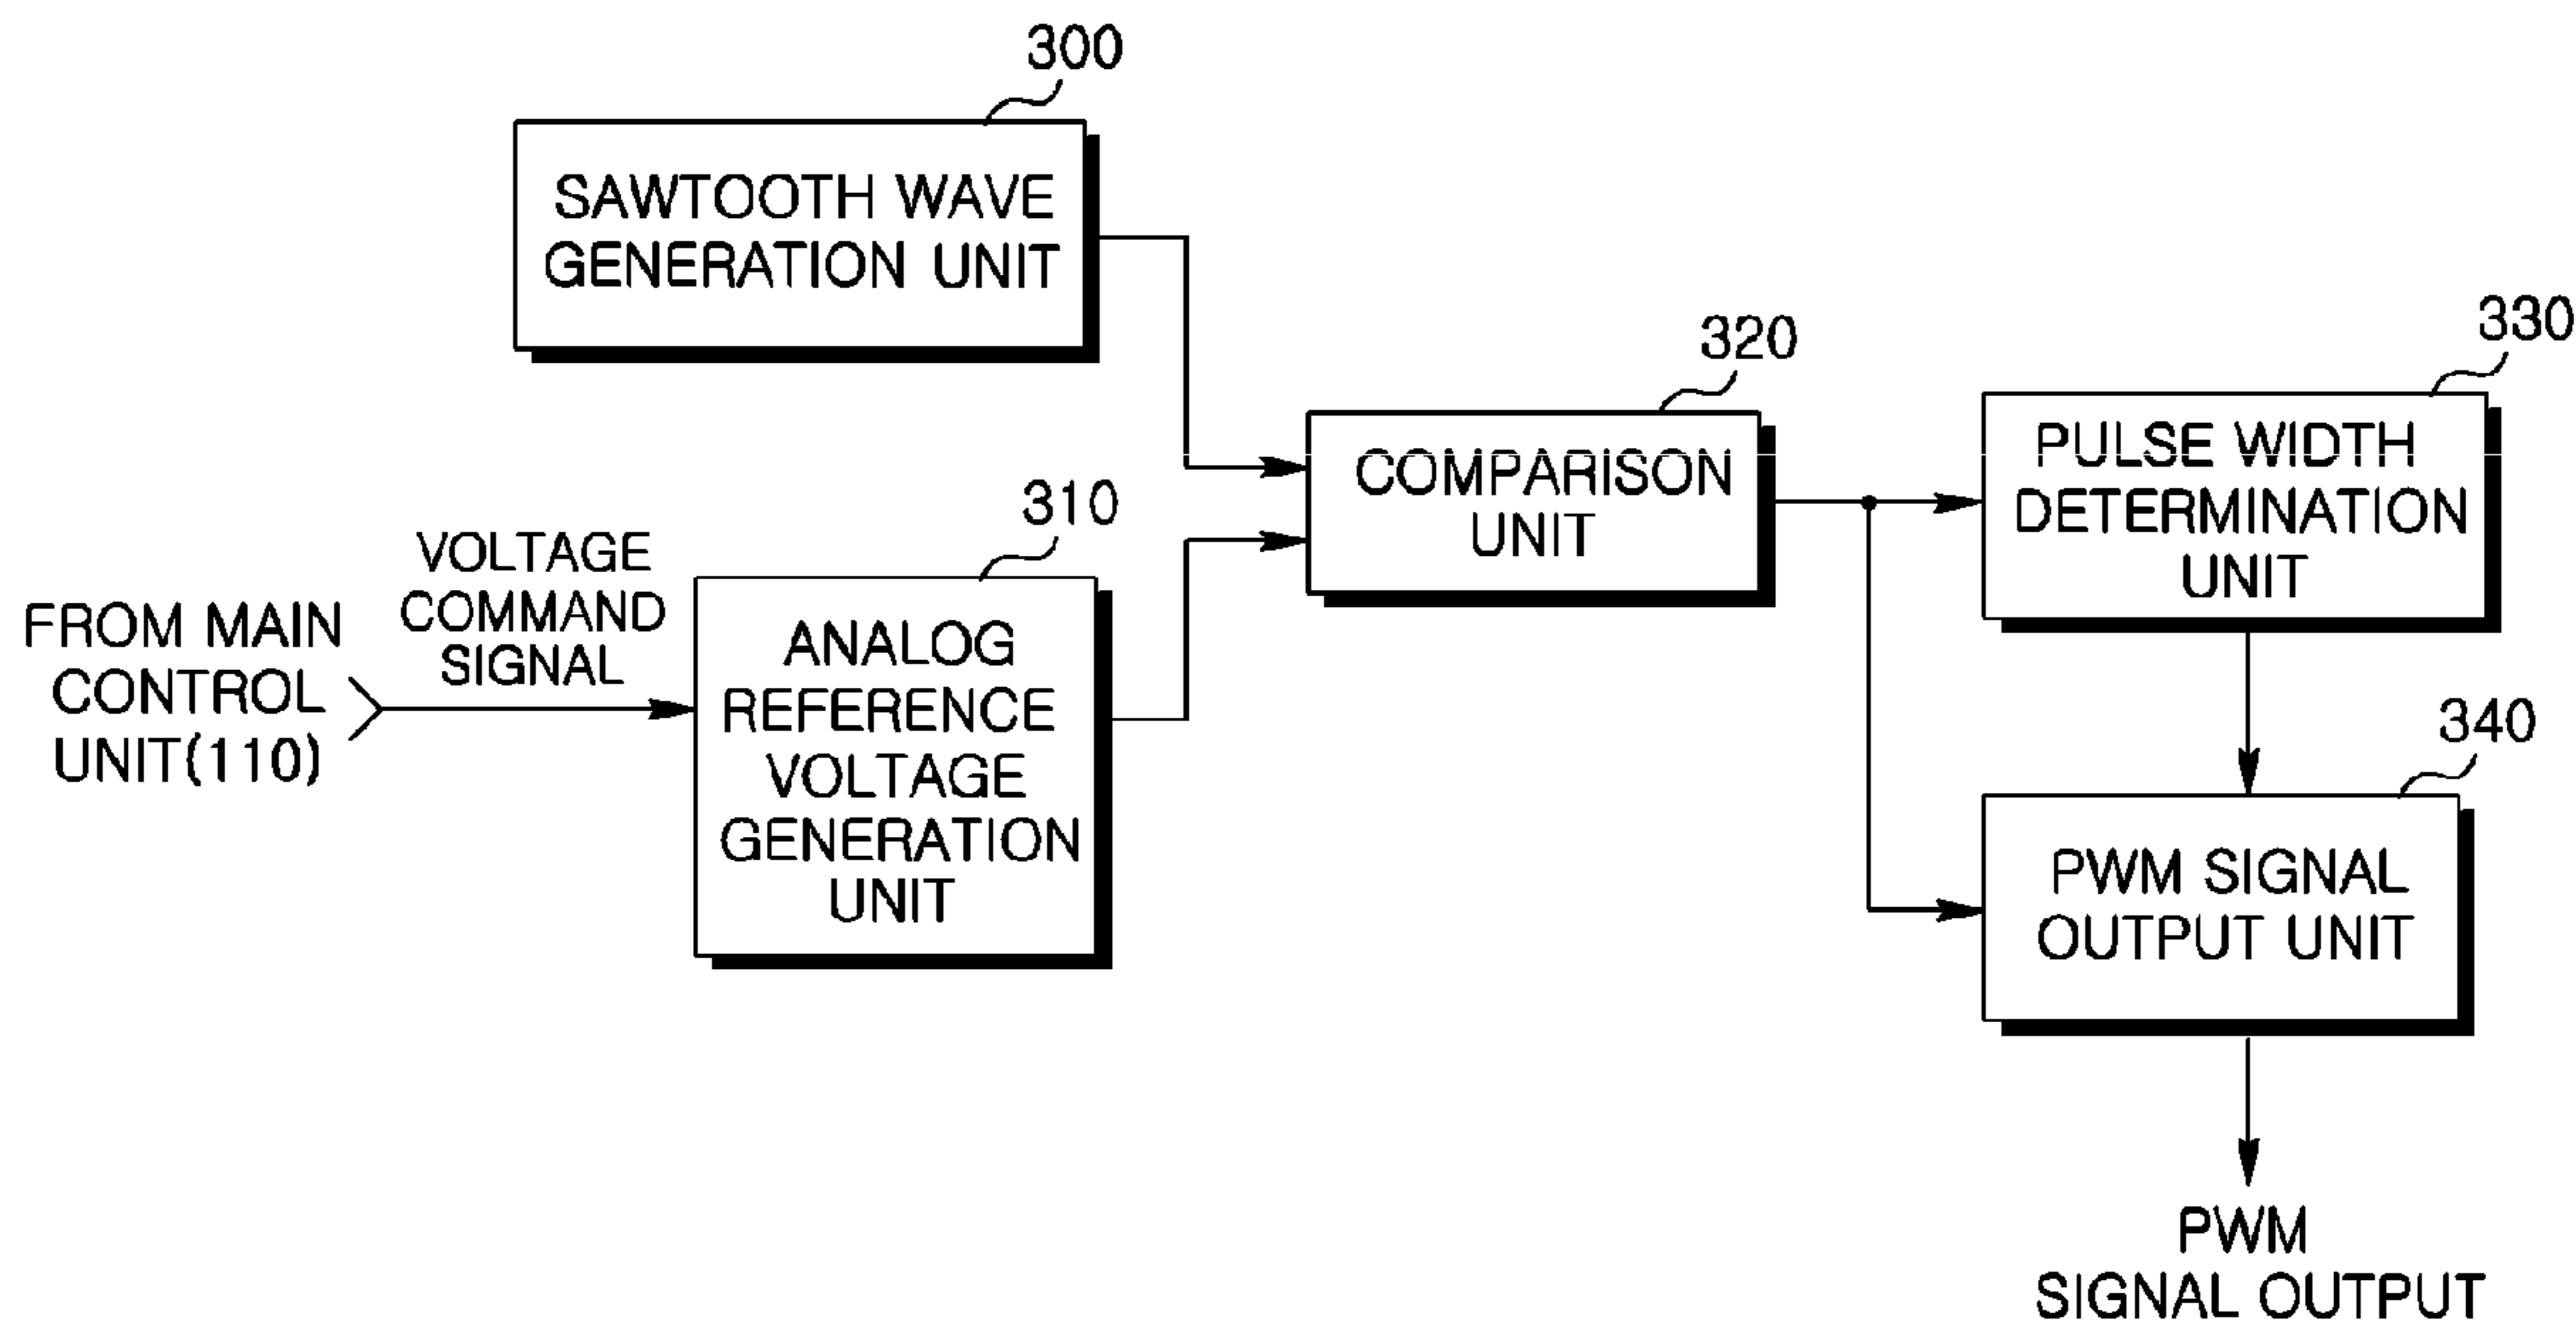 300
SAWTOOTH WAVE
GENERATION UNIT
320
COMPARISON
UNIT
330
PULSE WIDTH
DETERMINATION
UNIT
310
VOLTAGE
COMMAND
SIGNAL
FROM MAIN
CONTROL
UNIT(110)
ANALOG
REFERENCE
VOLTAGE
GENERATION
UNIT
340
PWM SIGNAL
OUTPUT UNIT
PWM
SIGNAL OUTPUT